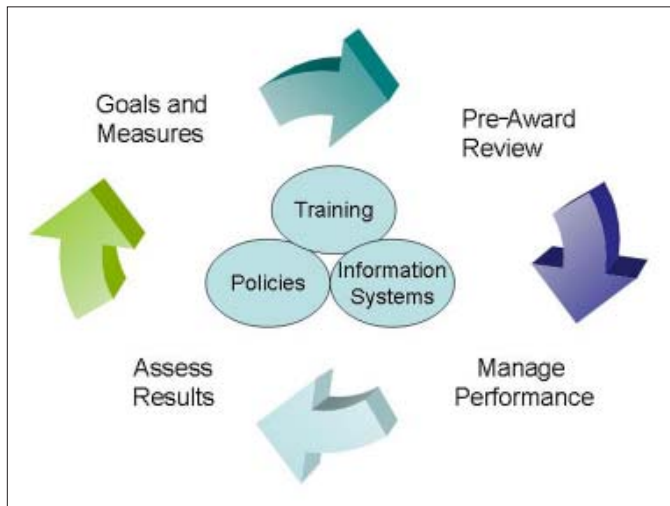 Goals and
Measures
Pre-Award
Review
Training
Policies
Information
Systems
Assess
Results
Manage
Performance